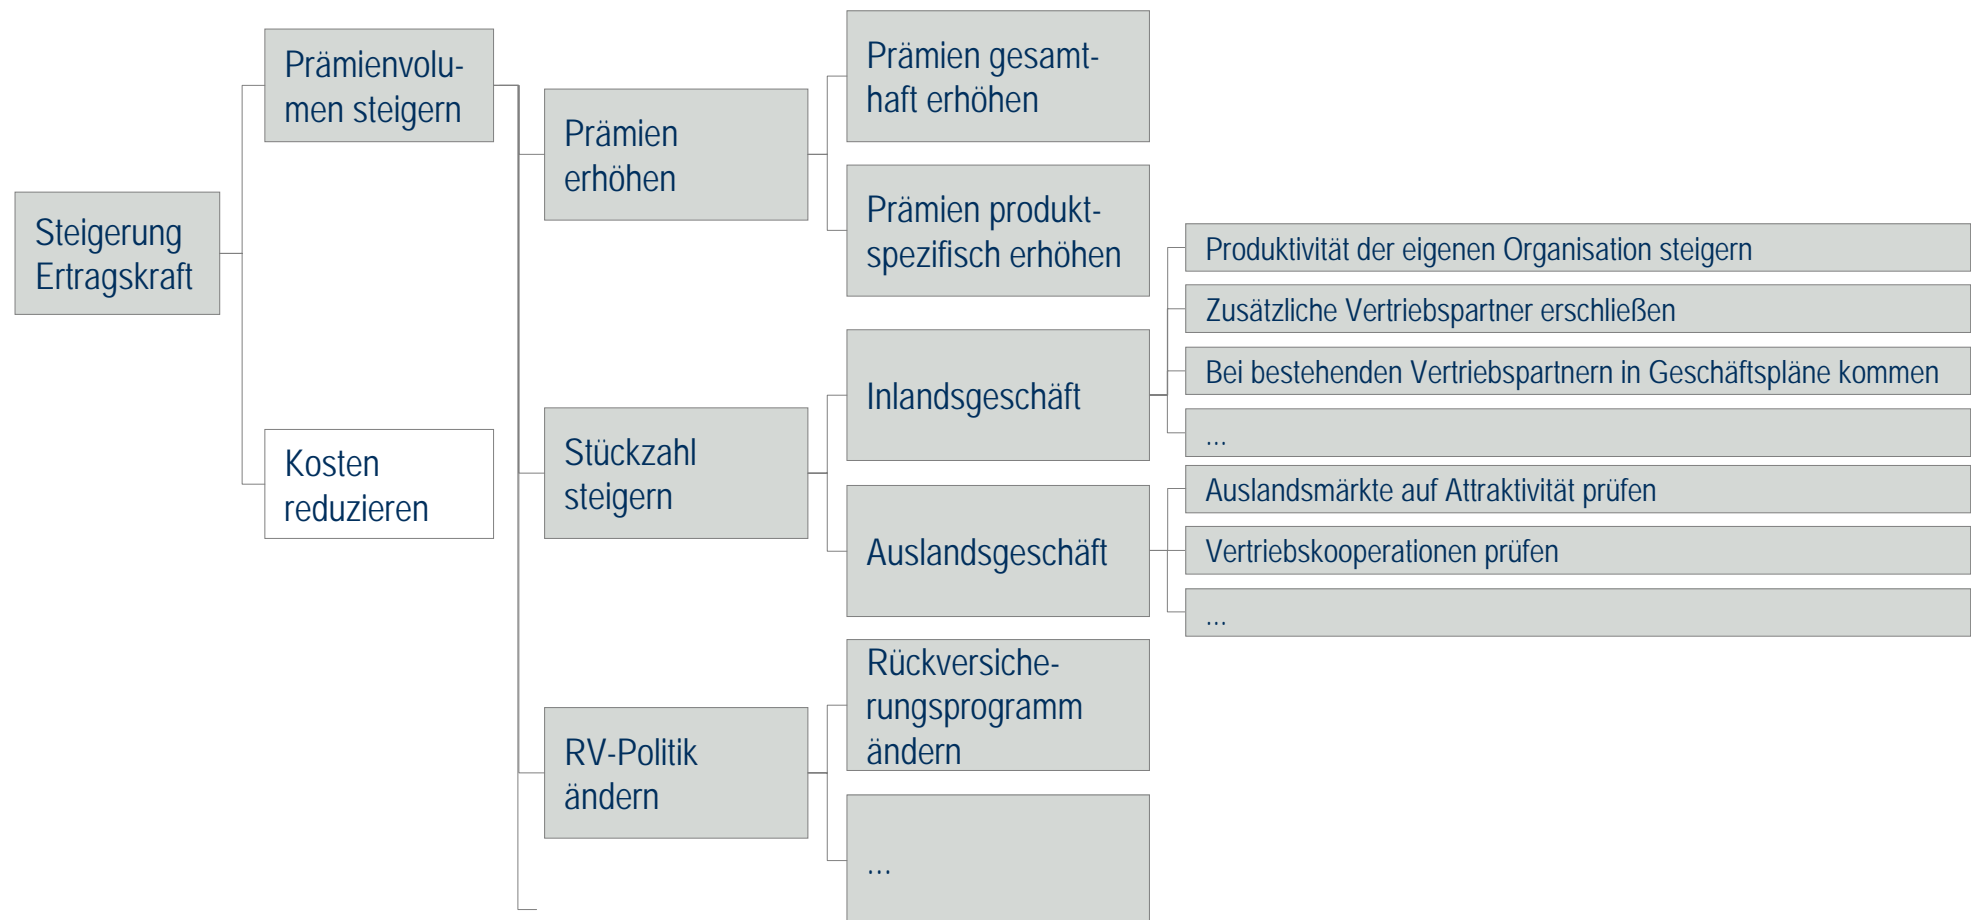 Prämienvolu-
men steigern
Prämien gesamt-
haft erhöhen
Prämien
erhöhen
Prämien produkt-
spezifisch erhöhen
Steigerung
Ertragskraft
Produktivität der eigenen Organisation steigern
Zusätzliche Vertriebspartner erschließen
Bei bestehenden Vertriebspartnern in Geschäftspläne kommen
...
Inlandsgeschäft
Kosten
reduzieren
Stückzahl
steigern
Auslandsgeschäft
Auslandsmärkte auf Attraktivität prüfen
Vertriebskooperationen prüfen
...
Rückversiche-
rungsprogramm
ändern
RV-Politik
ändern
...